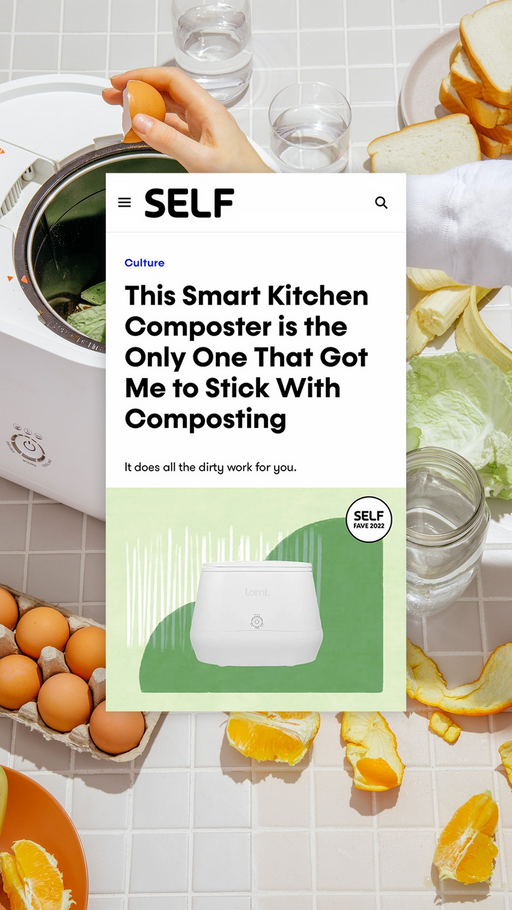 SELF
Culture
This Smart Kitchen
Composter is the
Only One That Got
Me to Stick With
Composting
It does all the dirty work for you.
SELF
FAVE 2022
lomi.